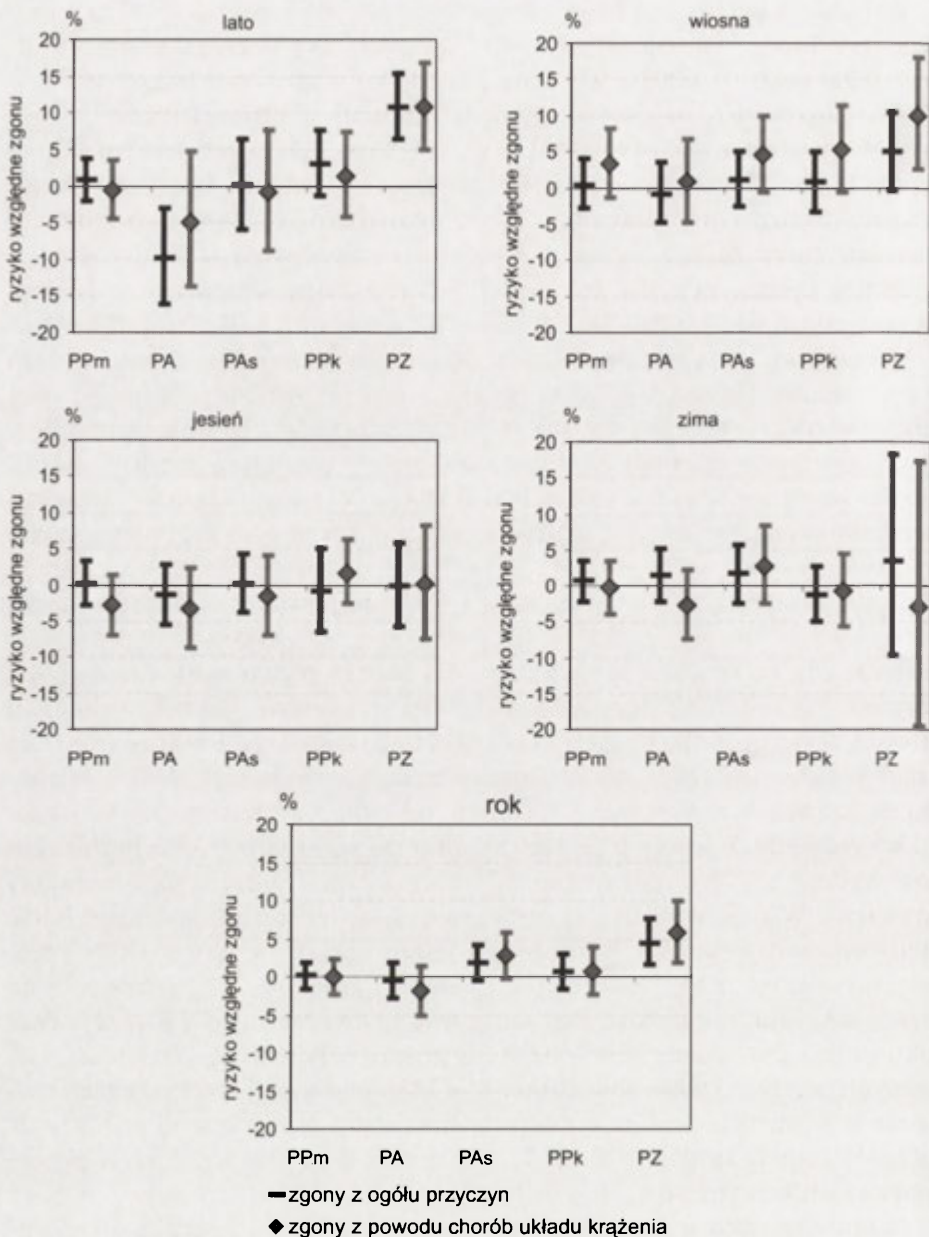 % lato
ryzyko względne zgonu
20
15
10
5
0
-5
-10
-15
-20
PPm PA PAs PPk PZ
% wiosna
ryzyko względne zgonu
20
15
10
5
0
-5
-10
-15
-20
PPm PA PAs PPk PZ
% jesień
ryzyko względne zgonu
20
15
10
5
0
-5
-10
-15
-20
PPm PA PAs PPk PZ
% zima
ryzyko względne zgonu
20
15
10
5
0
-5
-10
-15
-20
PPm PA PAs PPk PZ
% rok
ryzyko względne zgonu
20
15
10
5
0
-5
-10
-15
-20
PPm PA PAs PPk PZ
zgony z ogółu przyczyn
zgony z powodu chorób układu krążenia